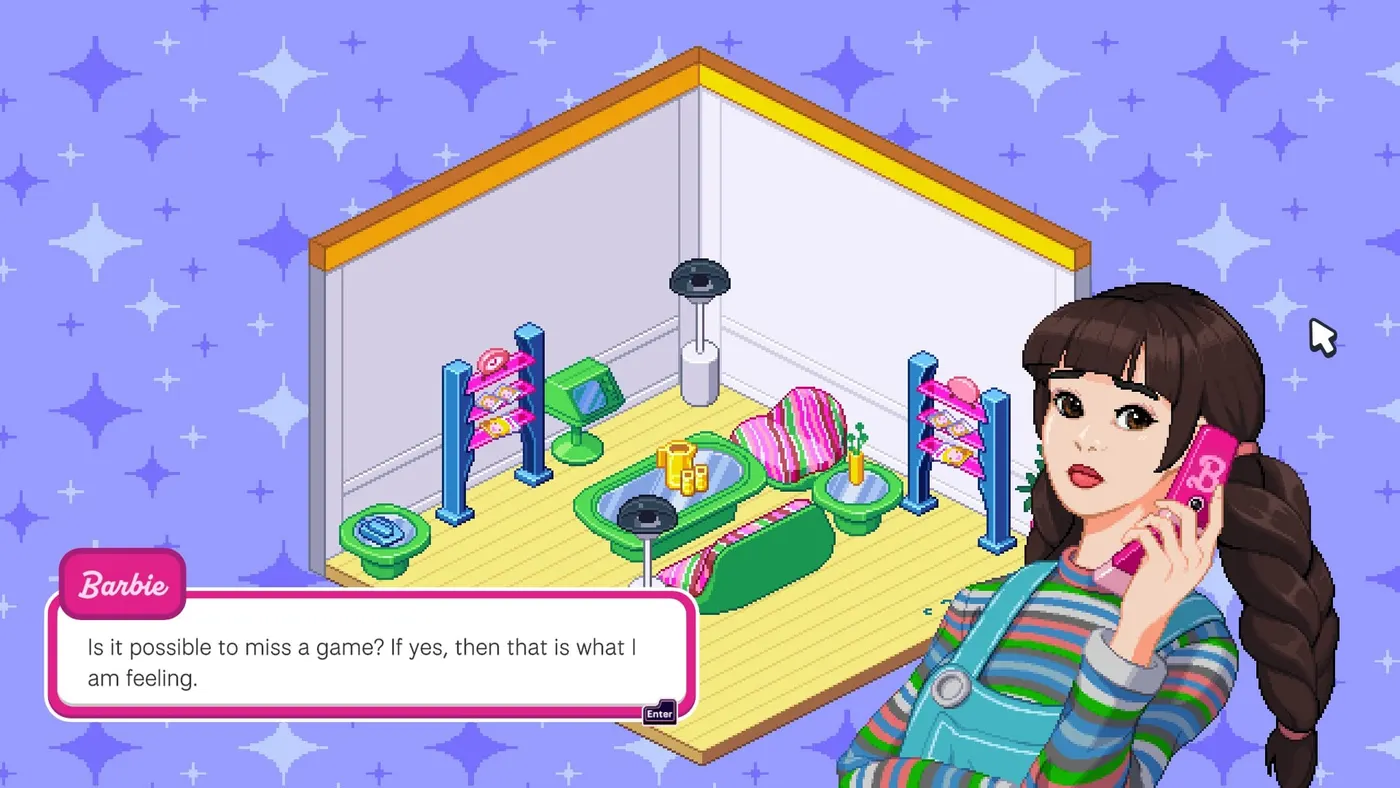 B
Barbie
Is it possible to miss a game? If yes, then that is what I
am feeling.
Enter